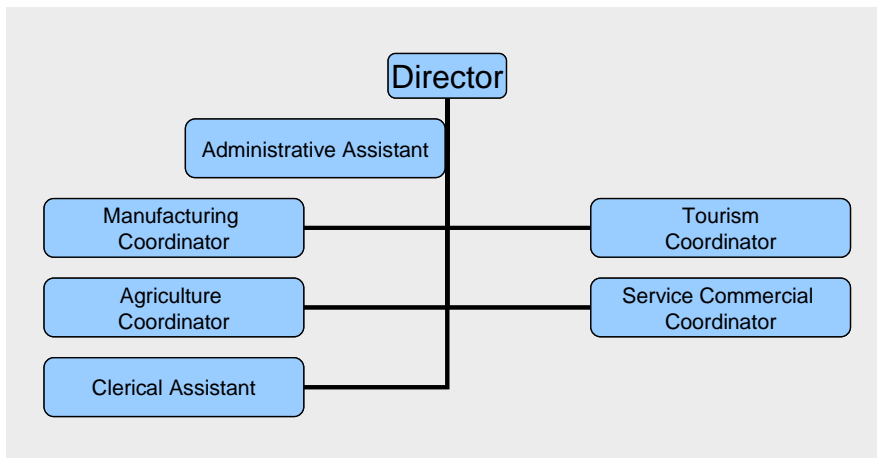 Director
Administrative Assistant
Manufacturing
Coordinator
Tourism
Coordinator
Agriculture
Coordinator
Service Commercial
Coordinator
Clerical Assistant